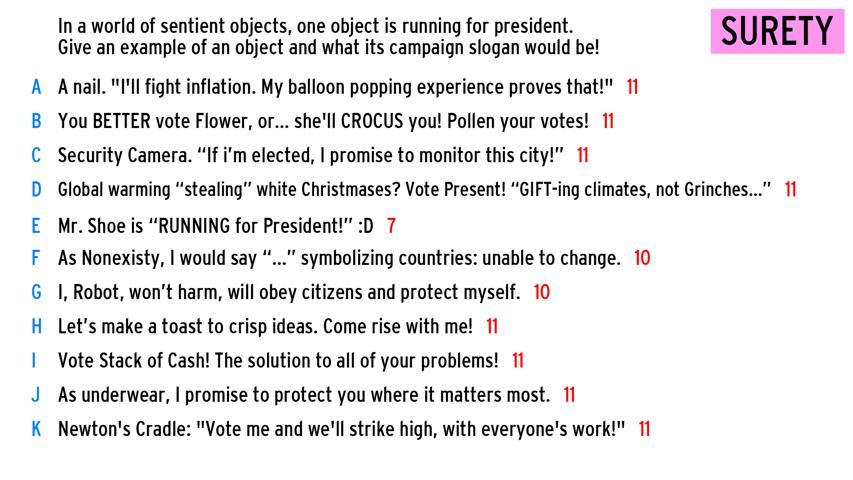 In a world of sentient objects, one object is running for president.
Give an example of an object and what its campaign slogan would be!
SURETY
A A nail. "I'll fight inflation. My balloon popping experience proves that!" 11
B You BETTER vote Flower, or... she'll CROCUS you! Pollen your votes! 11
C Security Camera. “If i’m elected, I promise to monitor this city!” 11
D Global warming “stealing” white Christmases? Vote Present! “GIFT-ing climates, not Grinches...” 11
E Mr. Shoe is “RUNNING for President!” :D 7
F As Nonexisty, I would say “...” symbolizing countries: unable to change. 10
G I, Robot, won’t harm, will obey citizens and protect myself. 10
H Let’s make a toast to crisp ideas. Come rise with me! 11
I Vote Stack of Cash! The solution to all of your problems! 11
J As underwear, I promise to protect you where it matters most. 11
K Newton's Cradle: "Vote me and we'll strike high, with everyone's work!" 11